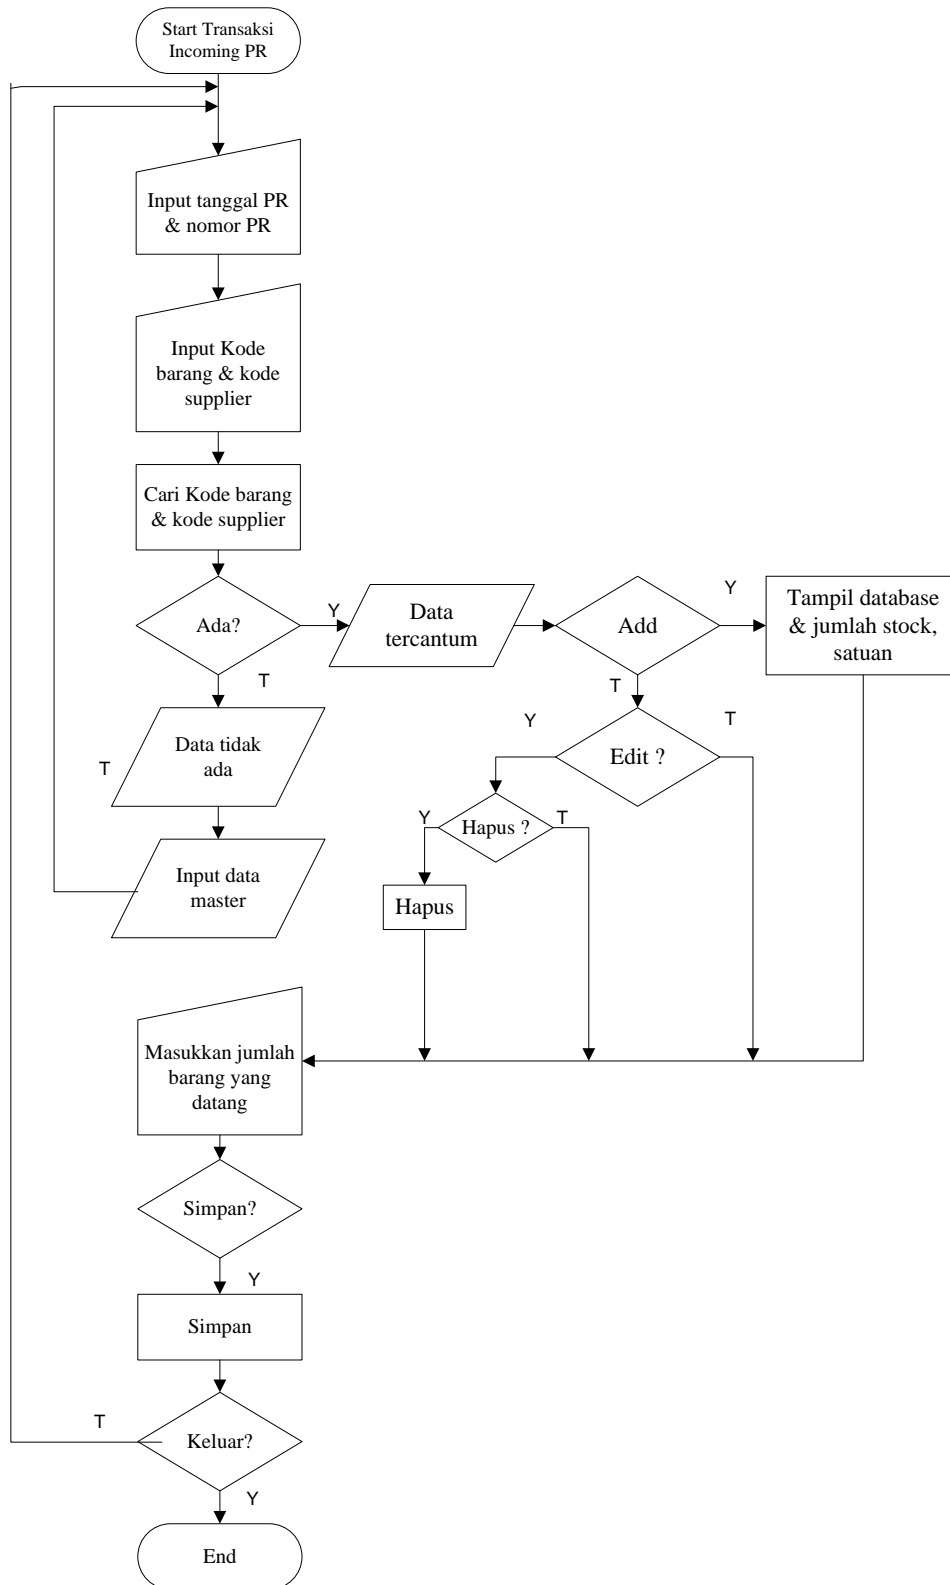 Start Transaksi
Incoming PR
Input tanggal PR
& nomor PR
Input Kode
barang & kode
supplier
Cari Kode barang
& kode supplier
Ada?
Y
Data
tercantum
Add
Y
Tampil database
& jumlah stock,
satuan
T
T
Y
T
Edit ?
Data tidak
ada
T
Y
Hapus ?
T
Input data
master
Hapus
Masukkan jumlah
barang yang
datang
Simpan?
Y
Simpan
T
Keluar?
Y
End